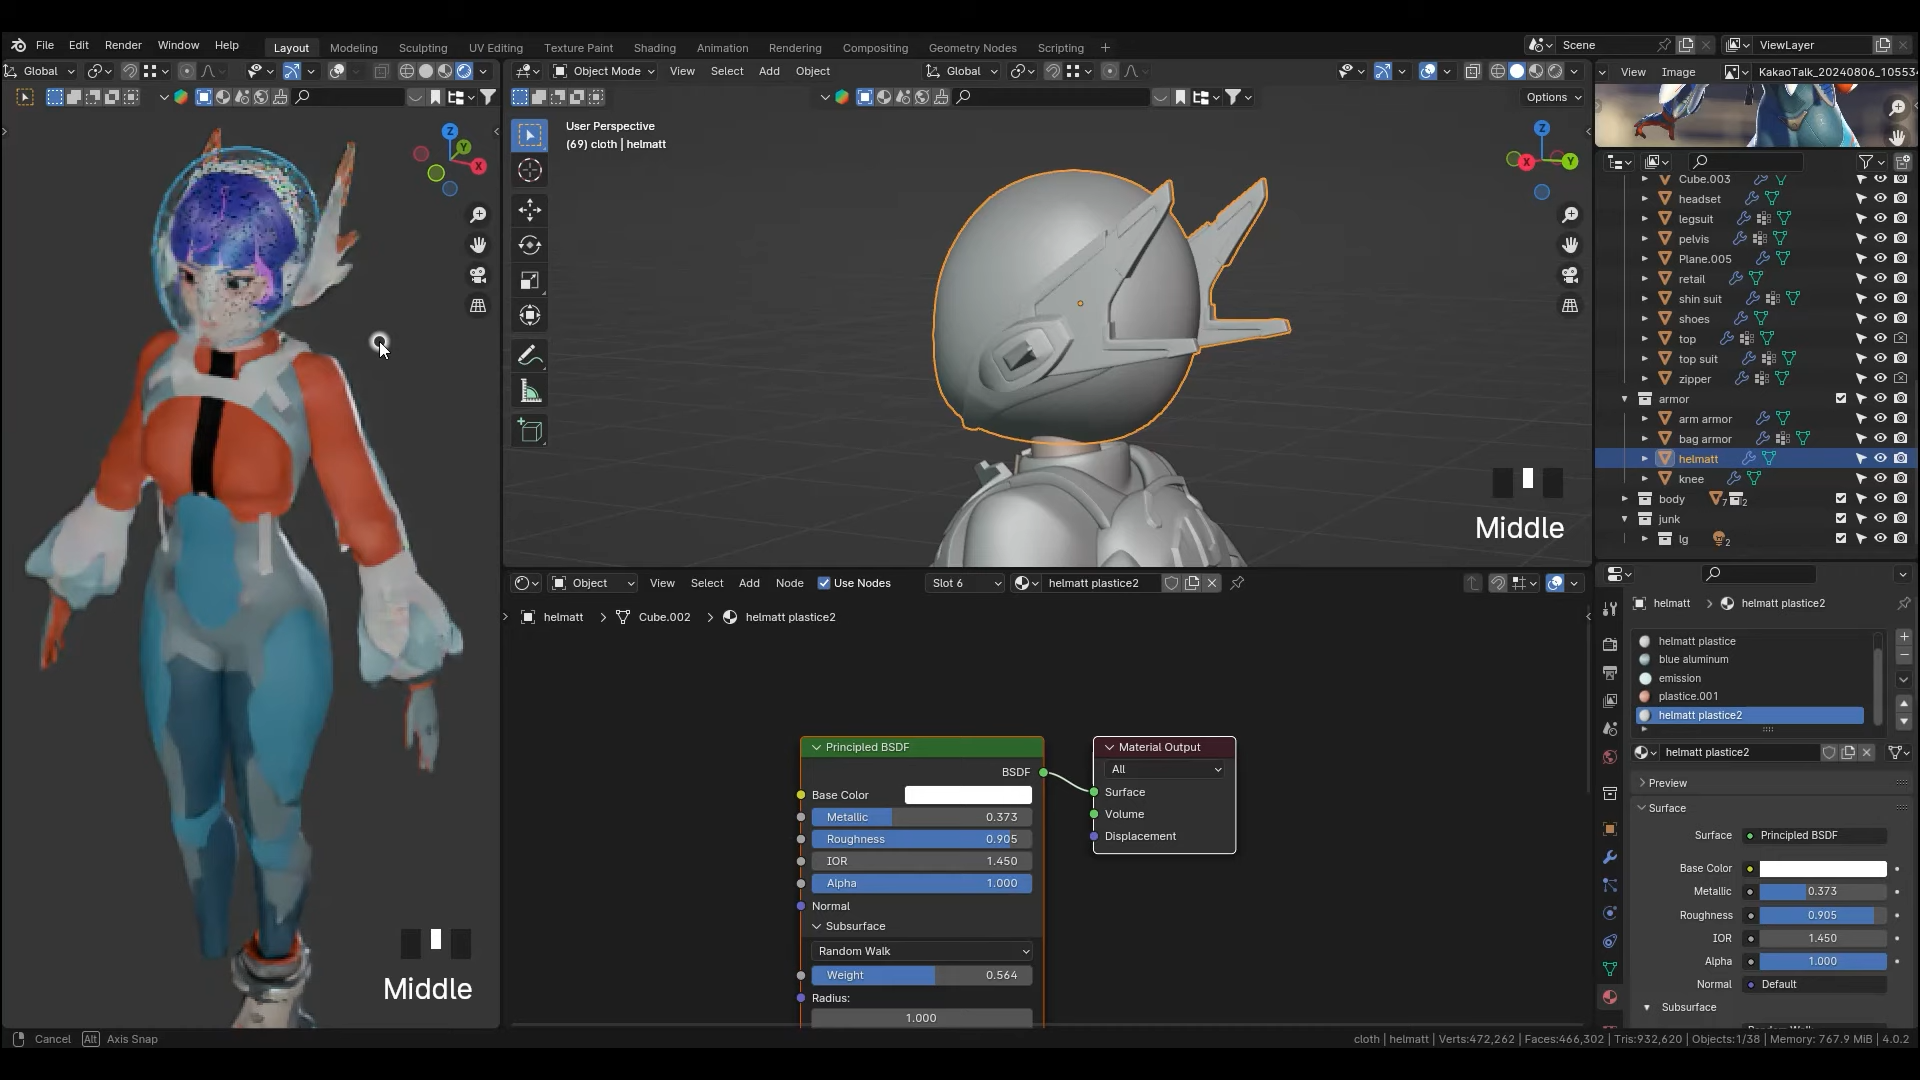 File Edit Render Window Help
Layout Modeling Sculpting UV Editing Texture Paint Shading Animation Rendering Compositing Geometry Nodes Scripting +
Scene
ViewLayer
Global
Object Mode View Select Add Object
Global
View Image KakaoTalk_20240806_10553
Options
User Perspective
(69) cloth | helmatt
Z
Y
X
Z
X
Y
Middle
Cube.003
headset
legsuit
pelvis
Plane.005
retail
shin suit
shoes
top
top suit
zipper
armor
arm armor
bag armor
helmatt
knee
body 7 2
junk
lg 2
Object View Select Add Node Use Nodes Slot 6 helmatt plastice2
helmatt > Cube.002 > helmatt plastice2
Principled BSDF
BSDF
Base Color
Metallic 0.373
Roughness 0.905
IOR 1.450
Alpha 1.000
Normal
Subsurface
Random Walk
Weight 0.564
Radius:
1.000
Material Output
All
Surface
Volume
Displacement
helmatt > helmatt plastice2
helmatt plastice
blue aluminum
emission
plastice.001
helmatt plastice2
helmatt plastice2
Preview
Surface
Surface Principled BSDF
Base Color
Metallic 0.373
Roughness 0.905
IOR 1.450
Alpha 1.000
Normal Default
Subsurface
Middle
Cancel Alt Axis Snap
cloth | helmatt | Verts:472,262 | Faces:466,302 | Tris:932,620 | Objects:1/38 | Memory: 767.9 MiB | 4.0.2